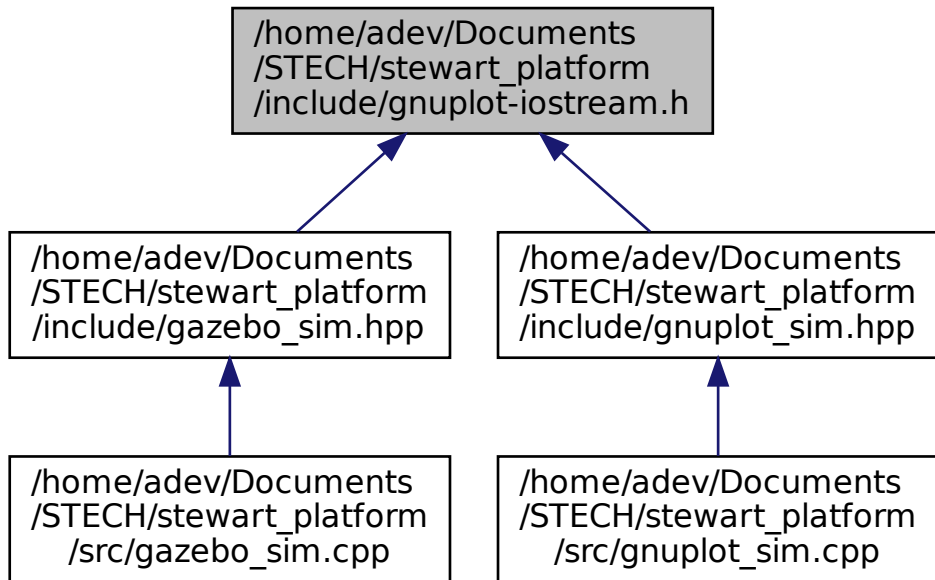 /home/adev/Documents
/STECH/stewart_platform
/include/gnuplot-iostream.h
/home/adev/Documents
/STECH/stewart_platform
/include/gazebo_sim.hpp
/home/adev/Documents
/STECH/stewart_platform
/include/gnuplot_sim.hpp
/home/adev/Documents
/STECH/stewart_platform
/src/gazebo_sim.cpp
/home/adev/Documents
/STECH/stewart_platform
/src/gnuplot_sim.cpp